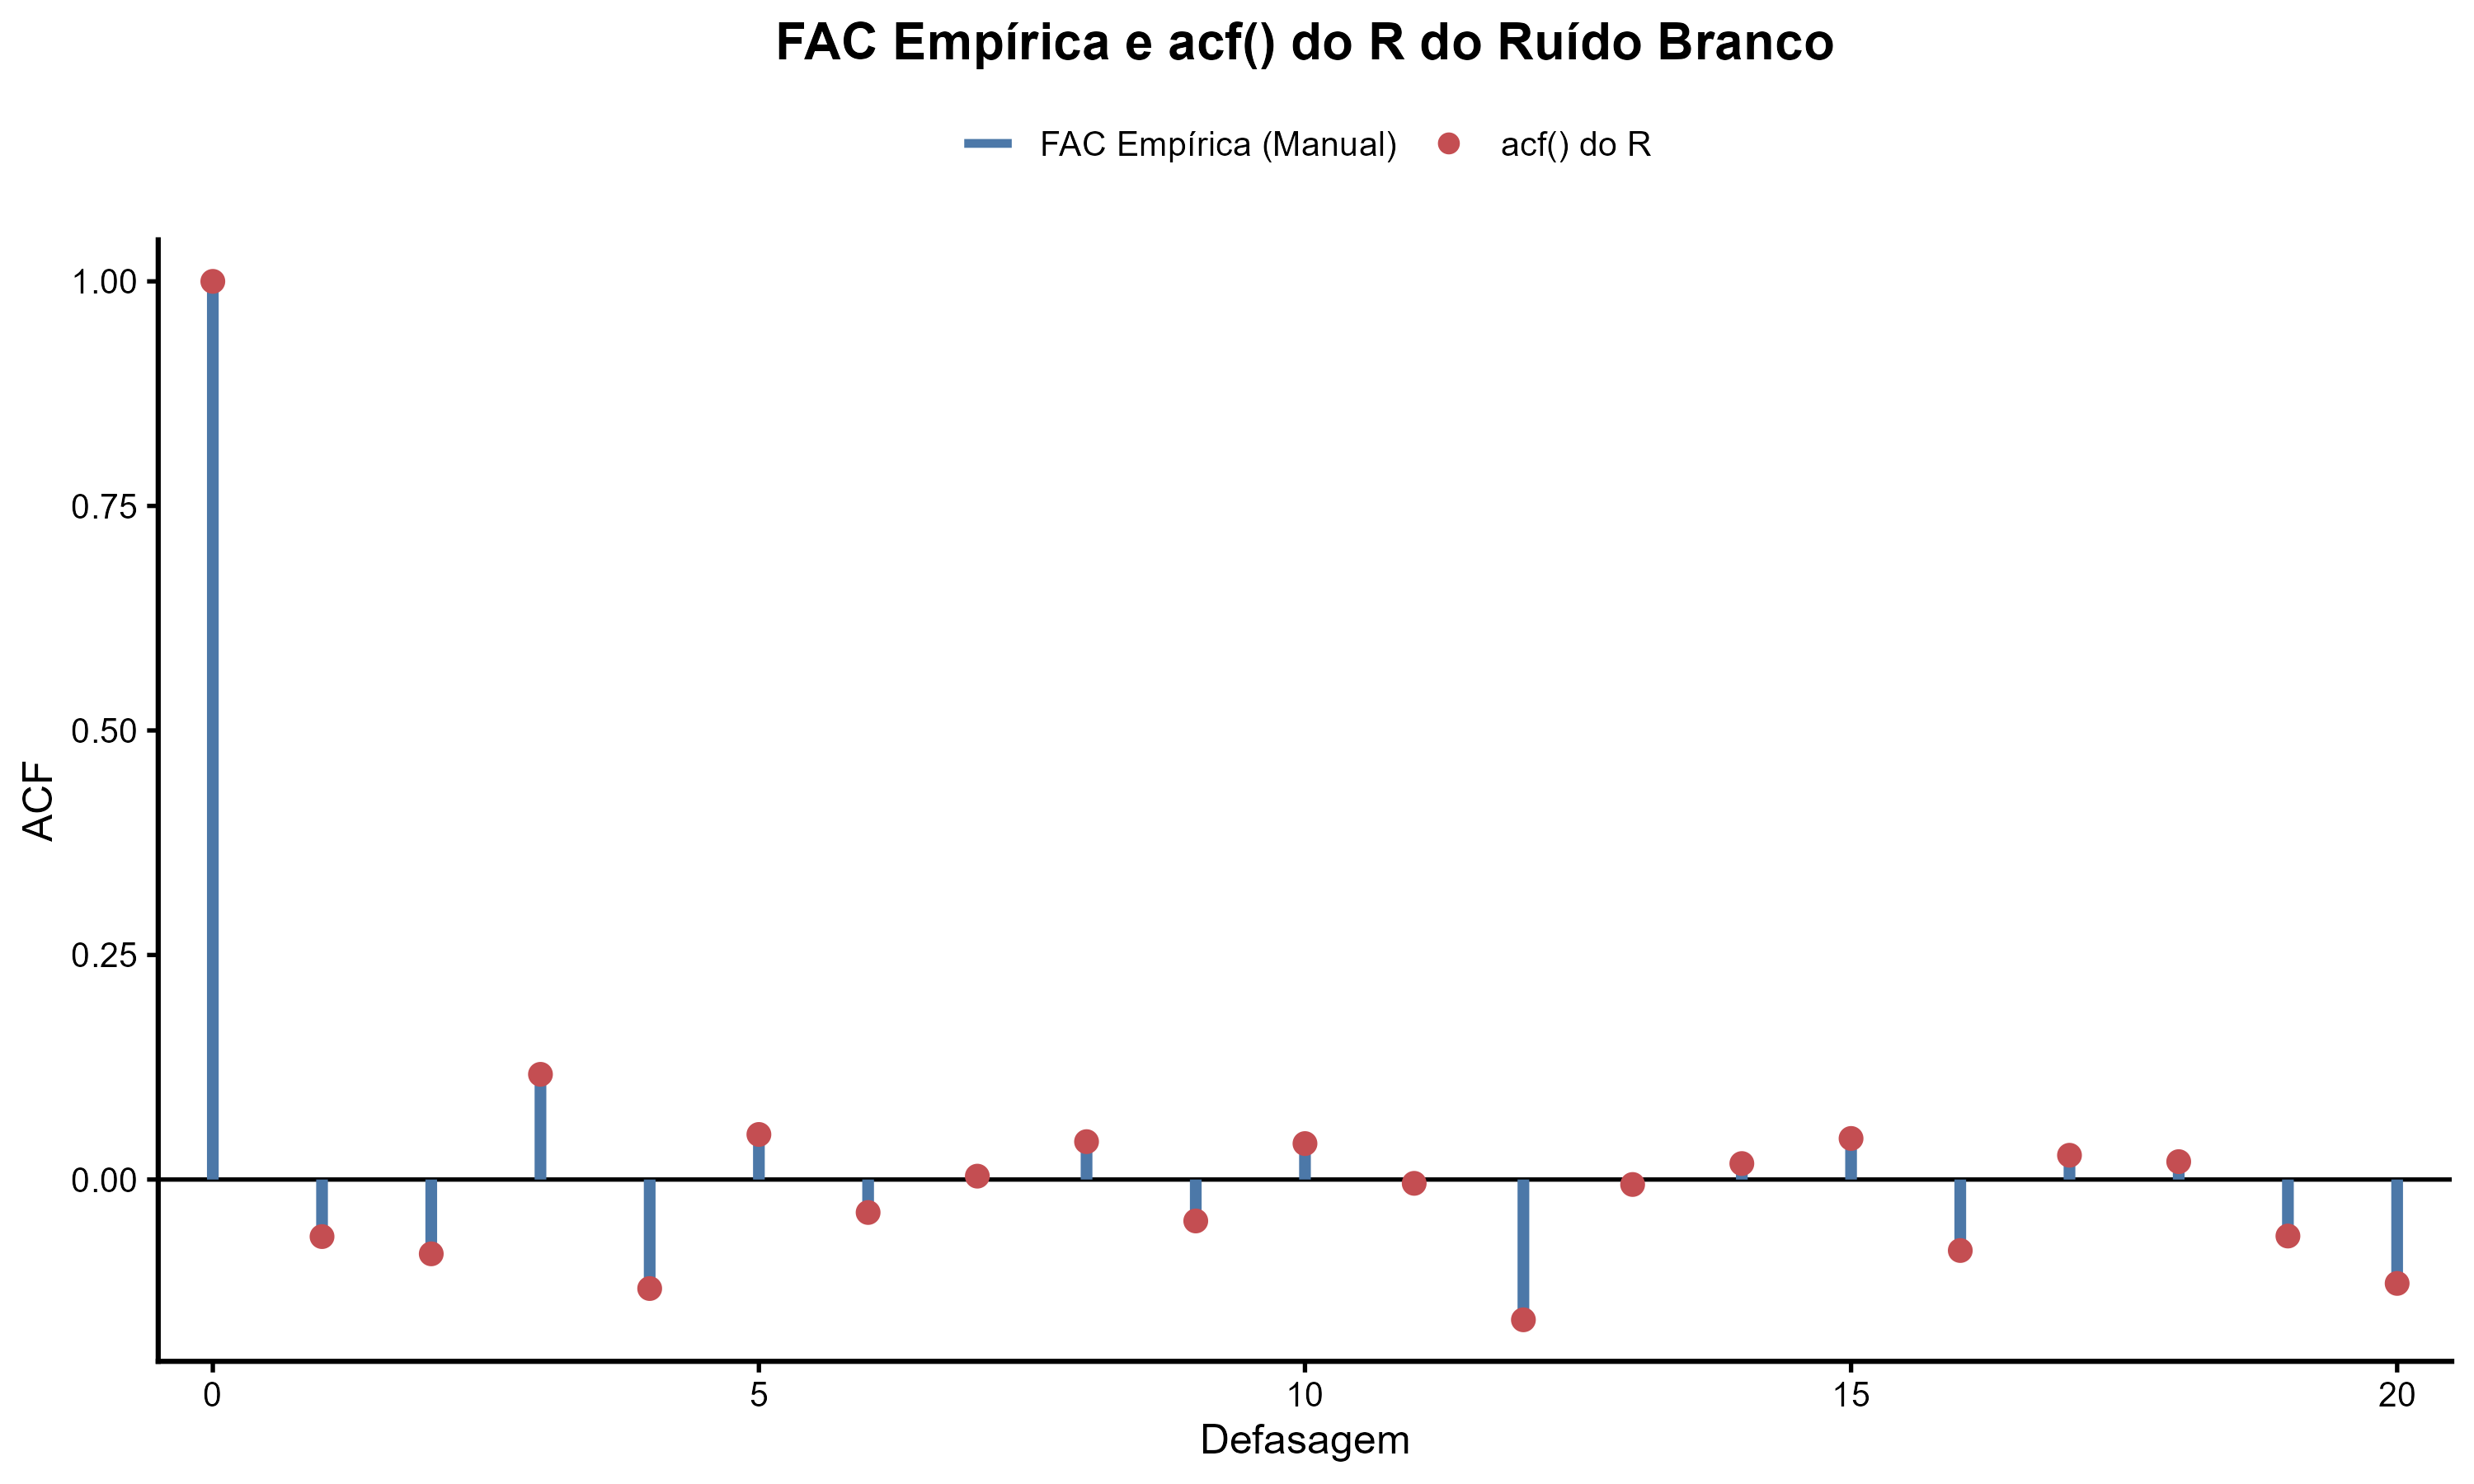 FAC Empírica e acf() do R do Ruído Branco
FAC Empírica (Manual) acf() do R
1.00
0.75
0.50
0.25
0.00
ACF
0 5 10 15 20
Defasagem